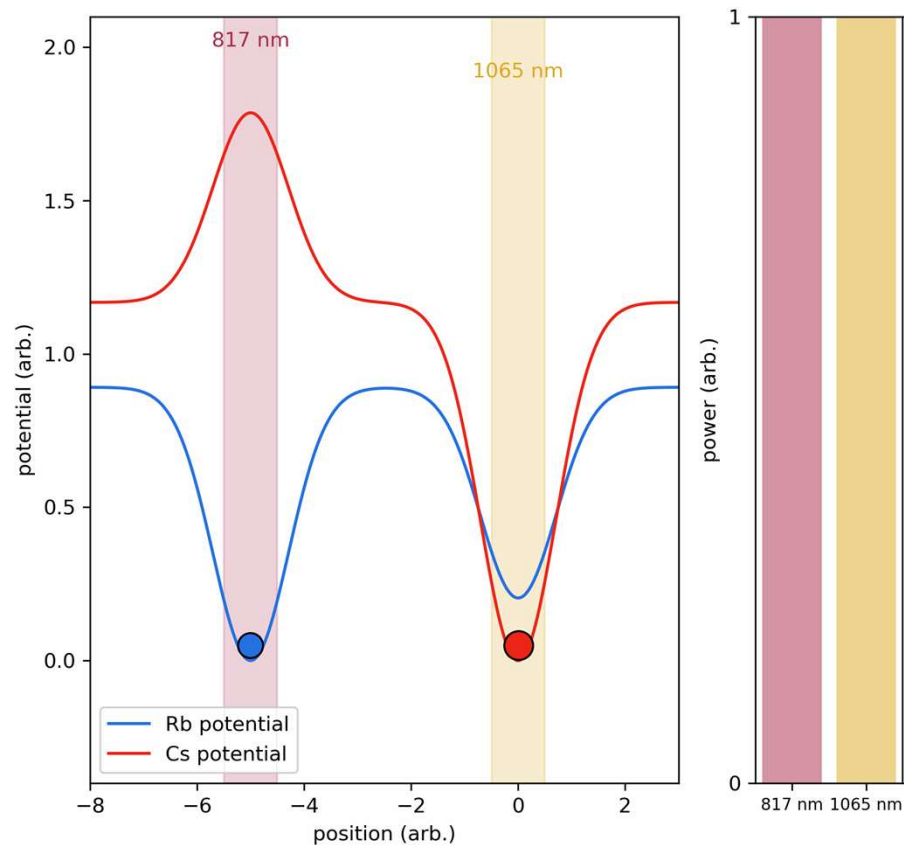 817 nm
1065 nm
2.0
1.5
1.0
0.5
0.0
potential (arb.)
Rb potential
Cs potential
−8
−6
−4
−2
0
2
position (arb.)
1
0
power (arb.)
817 nm
1065 nm